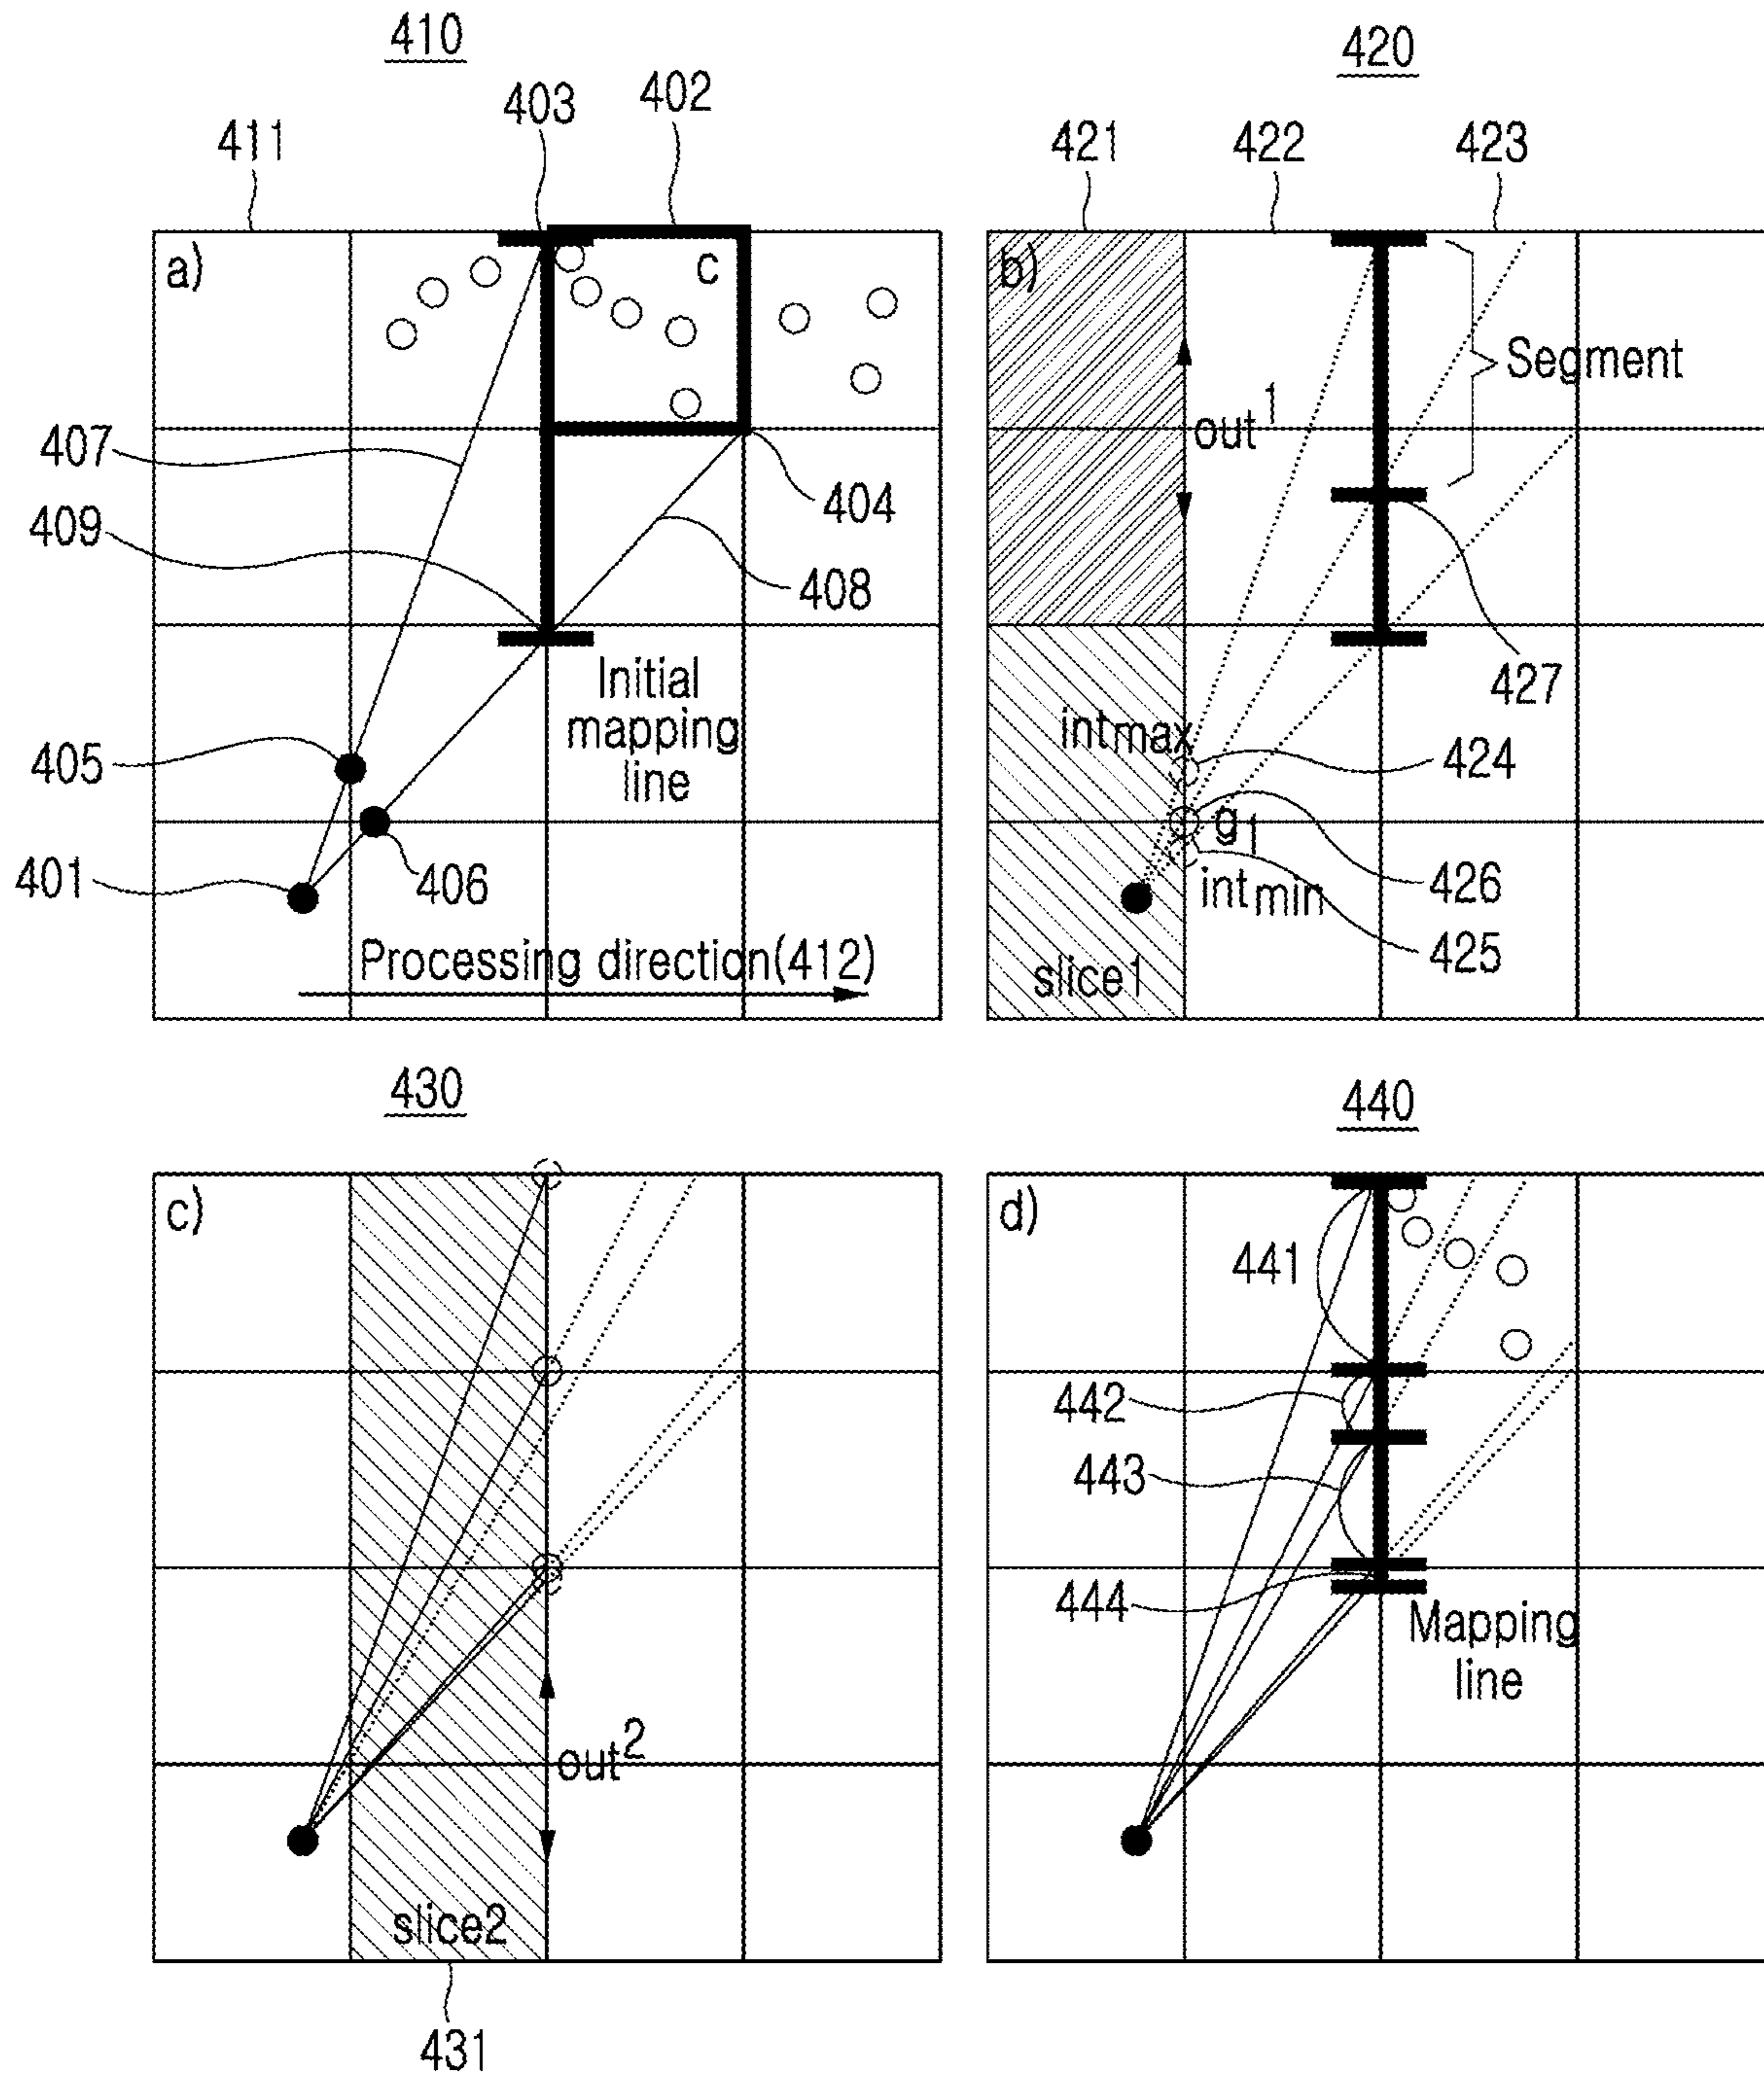 410
420
403
402
411
421
422
423
a)
c
b)
Segment
out1
407
404
409
408
Initial
mapping
line
427
intmax
405
424
g1
401
406
426
intmin
425
Processing direction(412)
slice1
430
440
c)
d)
441
442
443
444
Mapping
line
out2
slice2
431